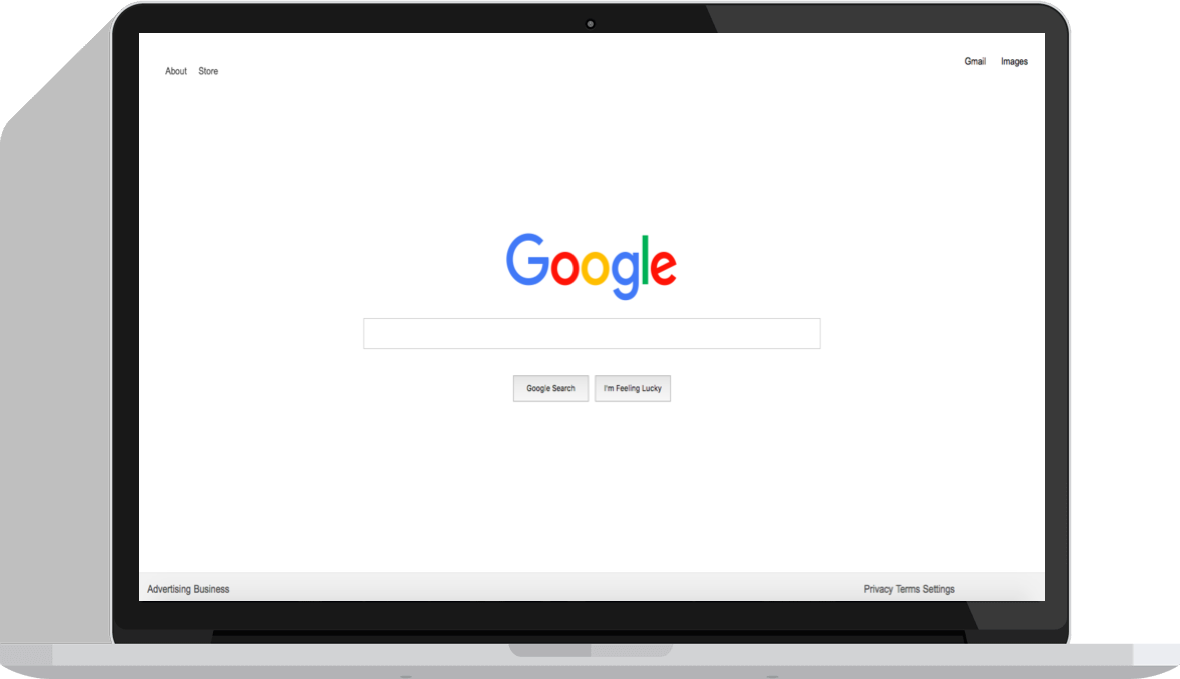 Gmail Images
About Store
Google
Google Search I'm Feeling Lucky
Advertising Business Privacy Terms Settings